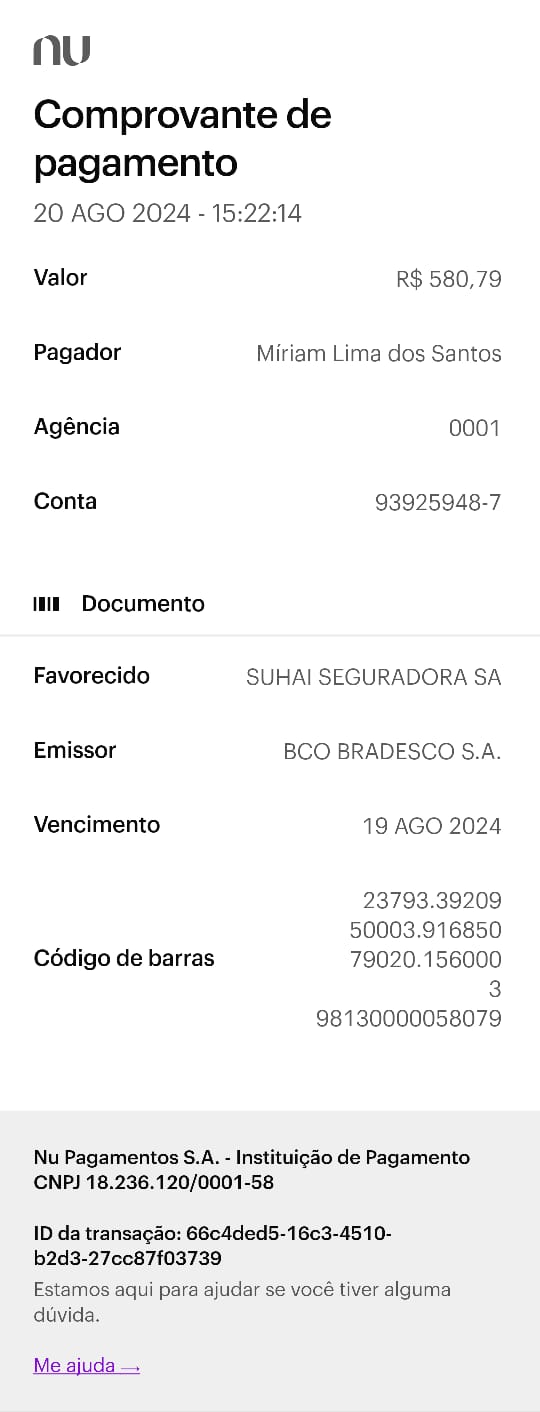 nu
Comprovante de
pagamento
20 AGO 2024 - 15:22:14
Valor R$ 580,79
Pagador Míriam Lima dos Santos
Agência 0001
Conta 93925948-7
Documento
Favorecido SUHAI SEGURADORA SA
Emissor BCO BRADESCO S.A.
Vencimento 19 AGO 2024
Código de barras 23793.39209
50003.916850
79020.156000
3
98130000058079
Nu Pagamentos S.A. - Instituição de Pagamento
CNPJ 18.236.120/0001-58
ID da transação: 66c4ded5-16c3-4510-
b2d3-27cc87f03739
Estamos aqui para ajudar se você tiver alguma
dúvida.
Me ajuda →